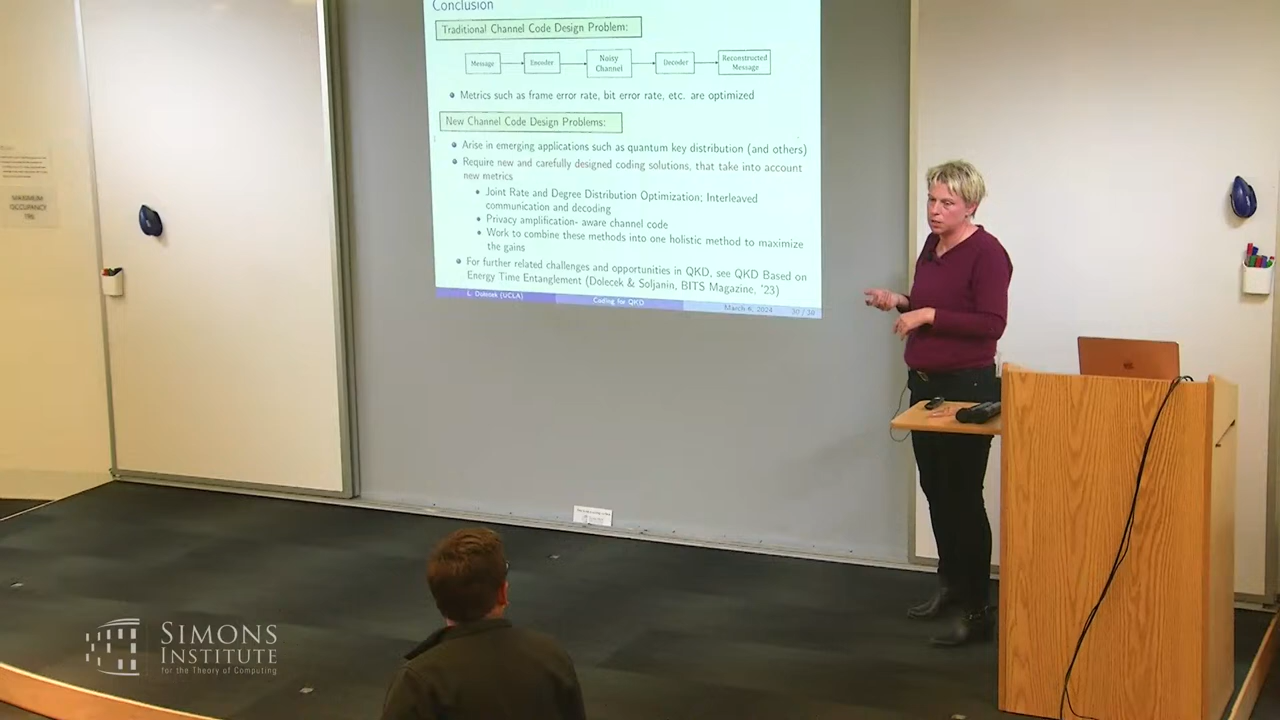 Conclusion
Traditional Channel Code Design Problem:
Message
Encoder
Noisy
Channel
Decoder
Reconstructed
Message
Metrics such as frame error rate, bit error rate, etc. are optimized
New Channel Code Design Problems:
Arise in emerging applications such as quantum key distribution (and others)
Require new and carefully designed coding solutions, that take into account
new metrics
Joint Rate and Degree Distribution Optimization; Interleaved
communication and decoding
Privacy amplification- aware channel code
Work to combine these methods into one holistic method to maximize
the gains
For further related challenges and opportunities in QKD, see QKD Based on
Energy Time Entanglement (Dolecek & Soljanin, BITS Magazine, '23)
L. Dolecek (UCLA)
Coding for QKD
March 6, 2024
MAXIMUM
OCCUPANCY
SIMONS
INSTITUTE
for the Theory of Computing